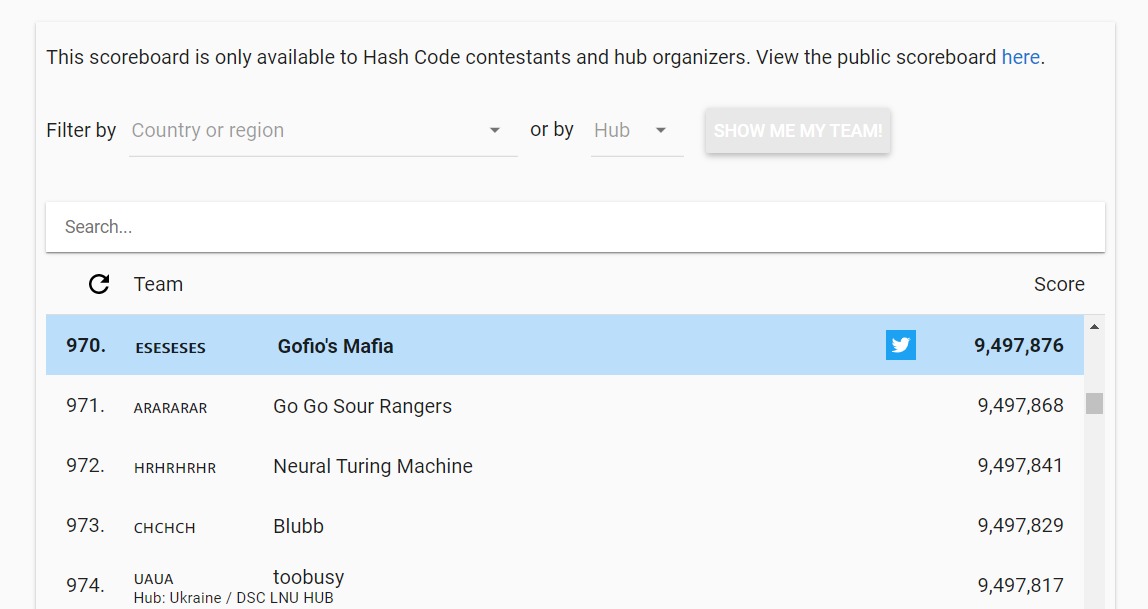 This scoreboard is only available to Hash Code contestants and hub organizers. View the public scoreboard here.
Filter by Country or region or by Hub SHOW ME MY TEAM!
Search...
Team Score
970. ESESESES Gofio's Mafia 9,497,876
971. ARARARAR Go Go Sour Rangers 9,497,868
972. HRHRHRHR Neural Turing Machine 9,497,841
973. CHCHCH Blubb 9,497,829
974. UAUA toobusy 9,497,817
Hub: Ukraine / DSC LNU HUB